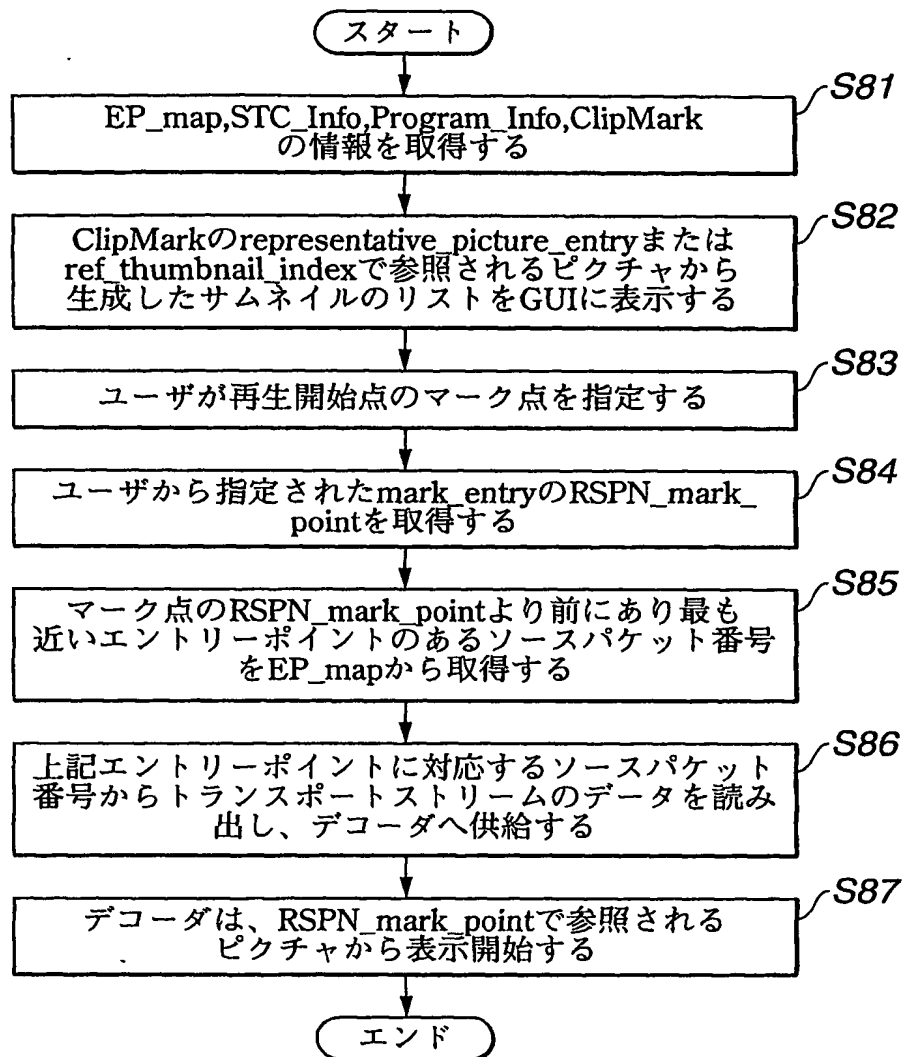 スタート
S81
EP_map,STC_Info,Program_Info,ClipMark
の情報を取得する
S82
ClipMarkのrepresentative_picture_entryまたは
ref_thumbnail_indexで参照されるピクチャから
生成したサムネイルのリストをGUIに表示する
S83
ユーザが再生開始点のマーク点を指定する
S84
ユーザから指定されたmark_entryのRSPN_mark_
pointを取得する
S85
マーク点のRSPN_mark_pointより前にあり最も
近いエントリーポイントのあるソースパケット番号
をEP_mapから取得する
S86
上記エントリーポイントに対応するソースパケット
番号からトランスポートストリームのデータを読み
出し、デコーダへ供給する
S87
デコーダは、RSPN_mark_pointで参照される
ピクチャから表示開始する
エンド